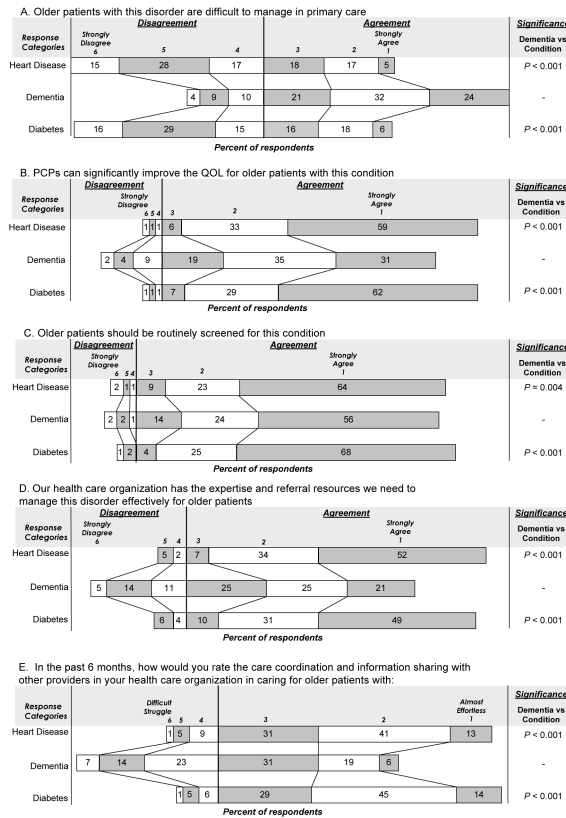 A. Older patients with this disorder are difficult to manage in primary care
Disagreement Agreement Significance
Response Categories Strongly Disagree 6 5 4 3 2 Strongly Agree 1 Dementia vs Condition
Heart Disease 15 28 17 18 17 5 P < 0.001
Dementia 4 9 10 21 32 24 -
Diabetes 16 29 15 16 18 6 P < 0.001
Percent of respondents
B. PCPs can significantly improve the QOL for older patients with this condition
Disagreement Agreement Significance
Response Categories Strongly Disagree 6 5 4 3 2 Strongly Agree 1 Dementia vs Condition
Heart Disease 1 1 1 6 33 59 P < 0.001
Dementia 2 4 9 19 35 31 -
Diabetes 1 1 1 7 29 62 P < 0.001
Percent of respondents
C. Older patients should be routinely screened for this condition
Disagreement Agreement Significance
Response Categories Strongly Disagree 6 5 4 3 2 Strongly Agree 1 Dementia vs Condition
Heart Disease 2 1 1 9 23 64 P = 0.004
Dementia 2 2 1 14 24 56 -
Diabetes 1 2 4 25 68 P < 0.001
Percent of respondents
D. Our health care organization has the expertise and referral resources we need to
manage this disorder effectively for older patients
Disagreement Agreement Significance
Response Categories Strongly Disagree 6 5 4 3 2 Strongly Agree 1 Dementia vs Condition
Heart Disease 5 2 7 34 52 P < 0.001
Dementia 5 14 11 25 25 21 -
Diabetes 6 4 10 31 49 P < 0.001
Percent of respondents
E. In the past 6 months, how would you rate the care coordination and information sharing with
other providers in your health care organization in caring for older patients with:
Significance
Response Categories Difficult Struggle 6 5 4 3 2 Almost Effortless 1 Dementia vs Condition
Heart Disease 1 5 9 31 41 13 P < 0.001
Dementia 7 14 23 31 19 6 -
Diabetes 1 5 6 29 45 14 P < 0.001
Percent of respondents